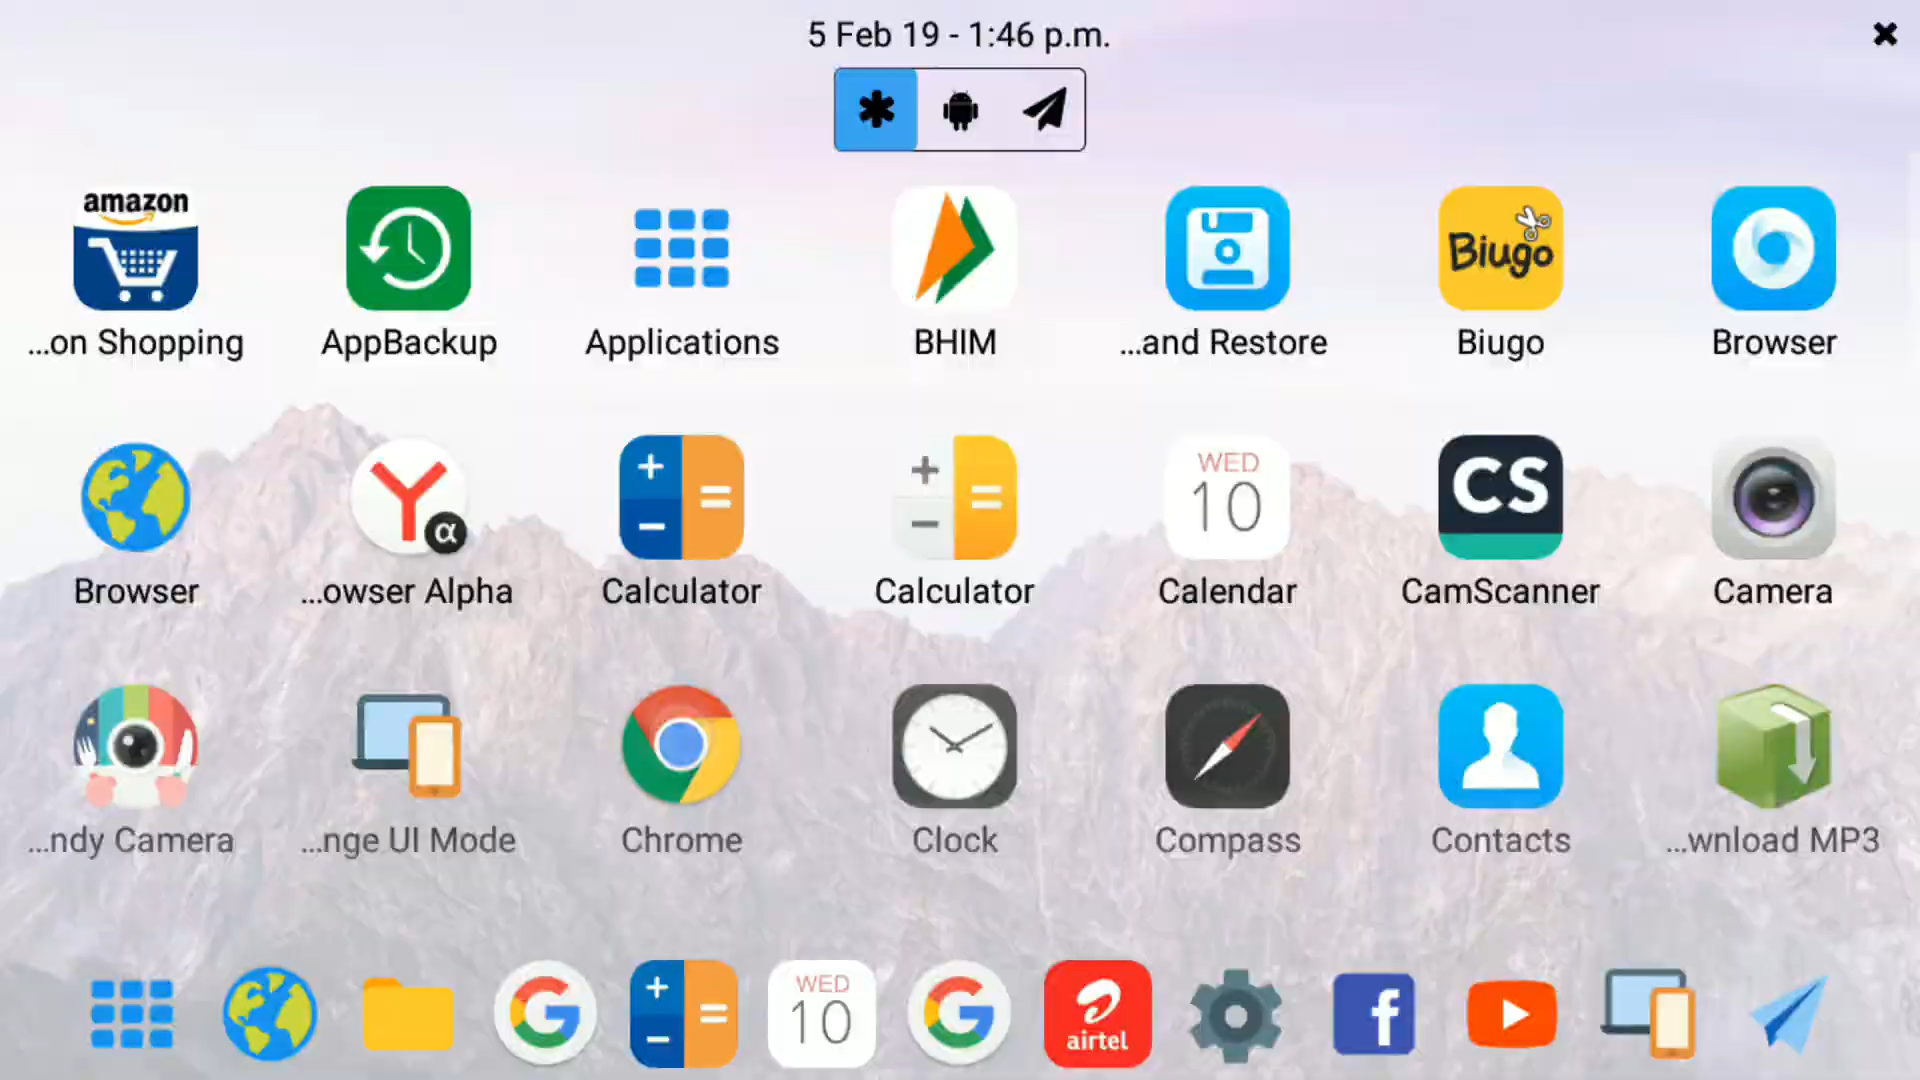 5 Feb 19 - 1:46 p.m.
amazon
Biugo
...on Shopping
AppBackup
Applications
BHIM
...and Restore
Biugo
Browser
WED
10
CS
α
Browser
...owser Alpha
Calculator
Calculator
Calendar
CamScanner
Camera
...ndy Camera
...nge UI Mode
Chrome
Clock
Compass
Contacts
...wnload MP3
WED
10
airtel